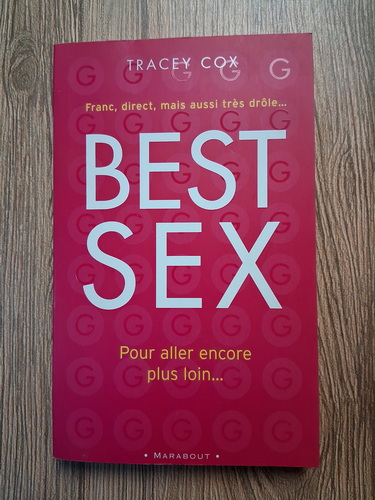 G G G G G
TRACEY COX
Franc, direct, mais aussi très drôle...
BEST
SEX
Pour aller encore
plus loin...
• MARABOUT •